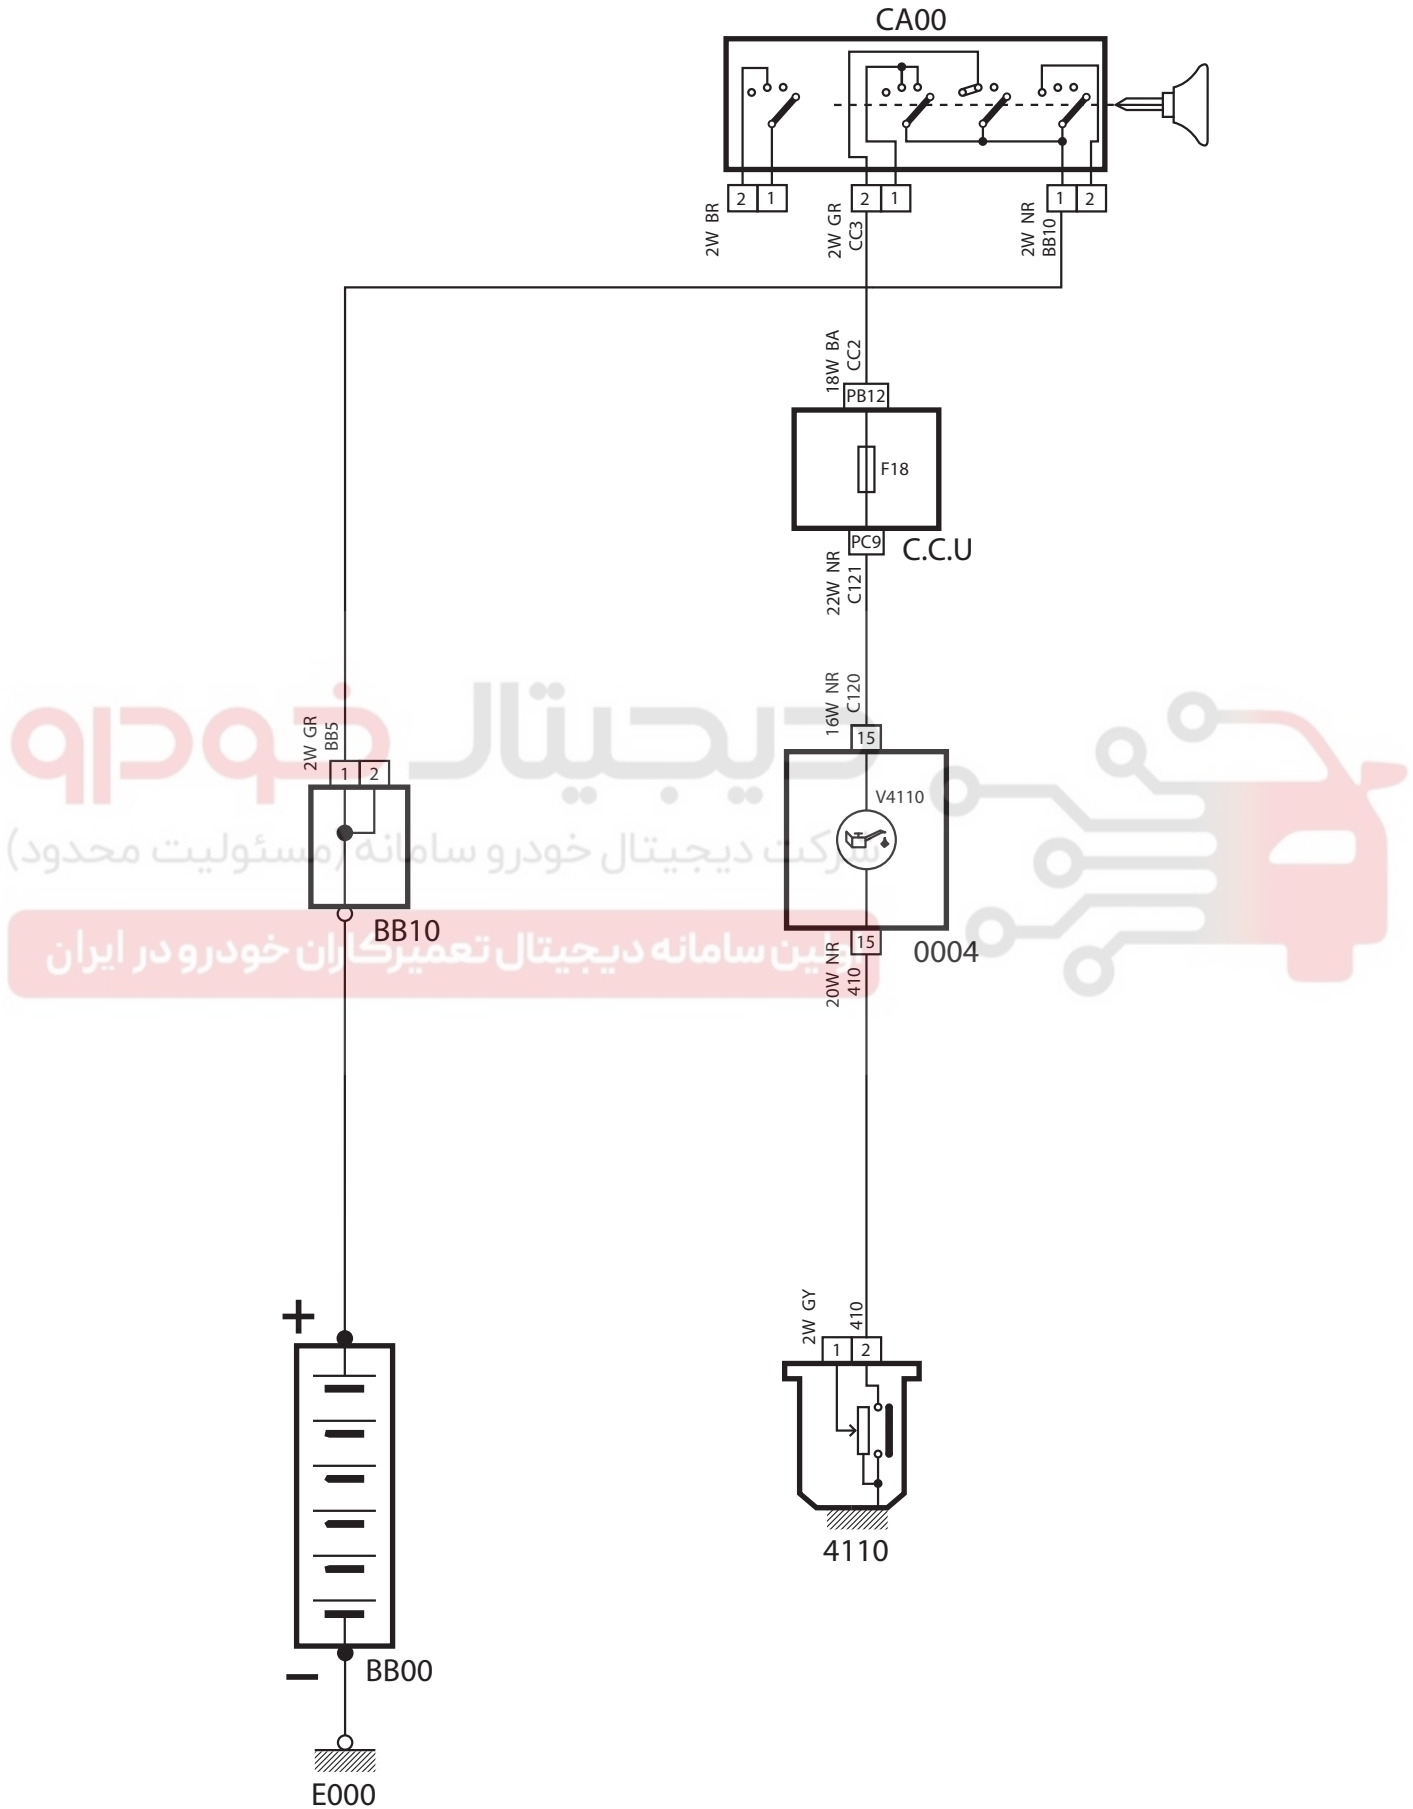 CA00
2 1 2 1 1 2
2W BR
2W GR
CC3
2W NR
BB10
18W BA
CC2
PB12
F18
PC9
C.C.U
22W NR
C121
16W NR
C120
دیجیتال خودرو
2W GR
BB5
15
1 2
V4110
شرکت دیجیتال خودرو سامانه (مسئولیت محدود)
BB10
15
0004
اولین سامانه دیجیتال تعمیرکاران خودرو در ایران
20W NR
410
2W GY
410
+
1 2
4110
−
BB00
E000